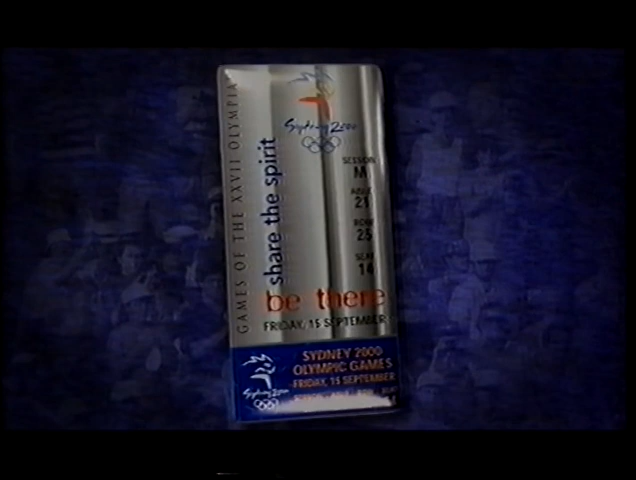 GAMES OF THE XXVII OLYMPIA
share the spirit
Sydney 2000
SESSION
M
AISLE
21
ROW
25
SEAT
14
be there
FRIDAY, 15 SEPTEMBER
SYDNEY 2000
OLYMPIC GAMES
FRIDAY, 15 SEPTEMBER
Sydney 2000